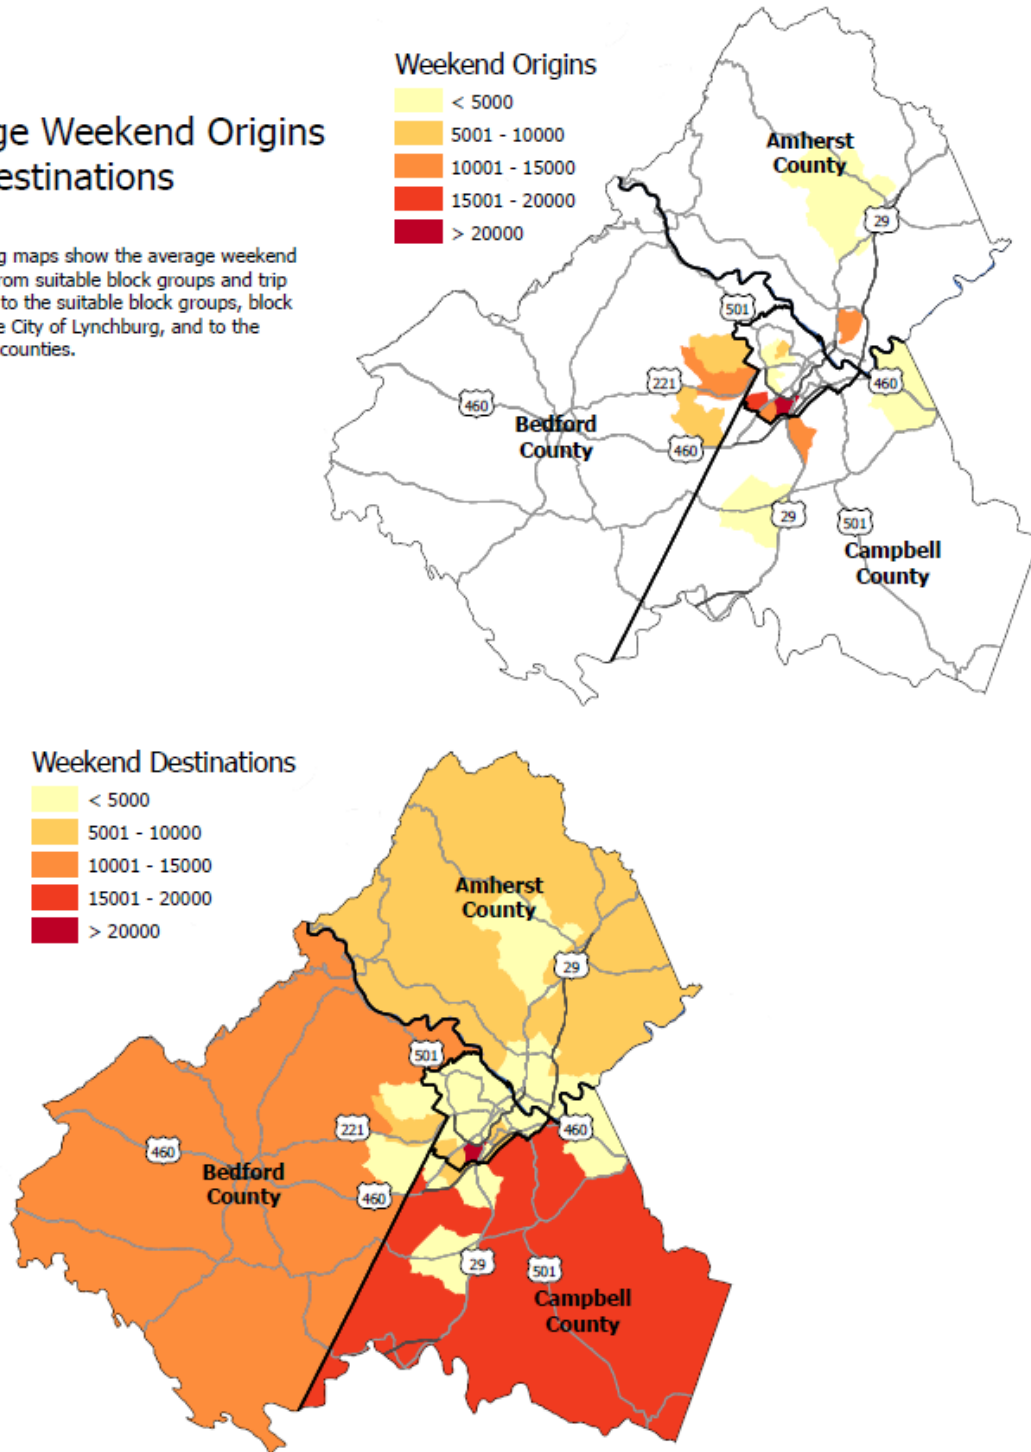 ge Weekend Origins
estinations
g maps show the average weekend
rom suitable block groups and trip
to the suitable block groups, block
e City of Lynchburg, and to the
counties.
Weekend Origins
< 5000
5001 - 10000
10001 - 15000
15001 - 20000
> 20000
Amherst
County
29
501
221
460
460
Bedford
County
460
29
501
Campbell
County
Weekend Destinations
< 5000
5001 - 10000
10001 - 15000
15001 - 20000
> 20000
Amherst
County
29
501
221
460
460
Bedford
County
460
29
501
Campbell
County